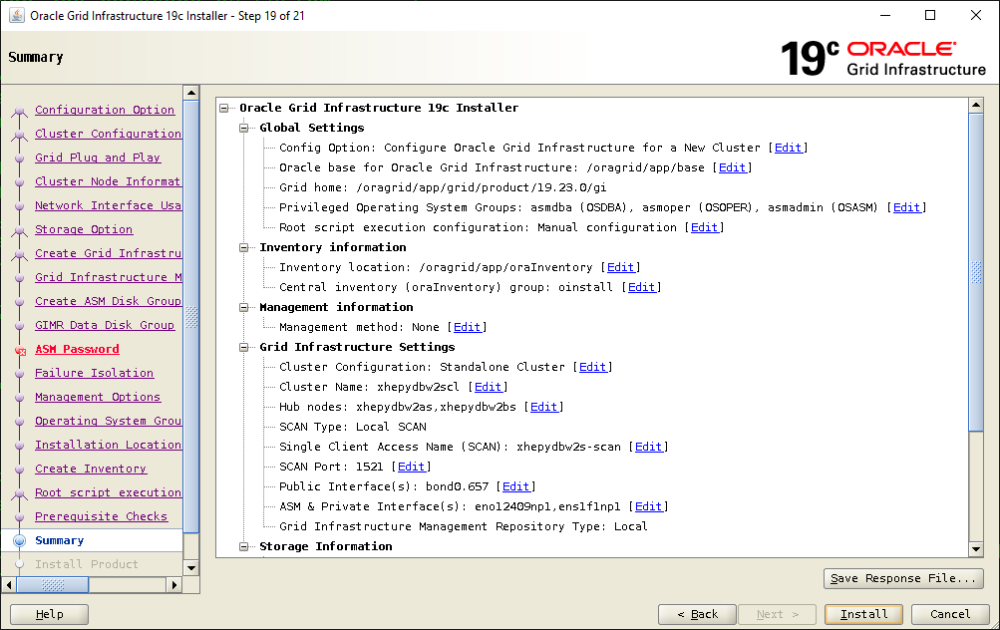 Oracle Grid Infrastructure 19c Installer - Step 19 of 21
Summary
19c ORACLE
Grid Infrastructure
Configuration Option
Cluster Configuration
Grid Plug and Play
Cluster Node Informat
Network Interface Usa
Storage Option
Create Grid Infrastru
Grid Infrastructure M
Create ASM Disk Group
GIMR Data Disk Group
ASM Password
Failure Isolation
Management Options
Operating System Grou
Installation Location
Create Inventory
Root script execution
Prerequisite Checks
Summary
Install Product
Oracle Grid Infrastructure 19c Installer
Global Settings
Config Option: Configure Oracle Grid Infrastructure for a New Cluster [Edit]
Oracle base for Oracle Grid Infrastructure: /oragrid/app/base [Edit]
Grid home: /oragrid/app/grid/product/19.23.0/gi
Privileged Operating System Groups: asmdba (OSDBA), asmoper (OSOPER), asmadmin (OSASM) [Edit]
Root script execution configuration: Manual configuration [Edit]
Inventory information
Inventory location: /oragrid/app/oraInventory [Edit]
Central inventory (oraInventory) group: oinstall [Edit]
Management information
Management method: None [Edit]
Grid Infrastructure Settings
Cluster Configuration: Standalone Cluster [Edit]
Cluster Name: xhepydbw2scl [Edit]
Hub nodes: xhepydbw2as,xhepydbw2bs [Edit]
SCAN Type: Local SCAN
Single Client Access Name (SCAN): xhepydbw2s-scan [Edit]
SCAN Port: 1521 [Edit]
Public Interface(s): bond0.657 [Edit]
ASM & Private Interface(s): eno12409np1,ens1f1np1 [Edit]
Grid Infrastructure Management Repository Type: Local
Storage Information
Save Response File...
Help
< Back
Next >
Install
Cancel